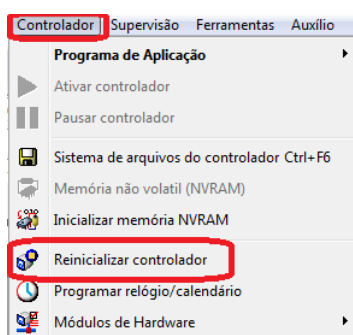 Controlador Supervisão Ferramentas Auxílio
Programa de Aplicação
Ativar controlador
Pausar controlador
Sistema de arquivos do controlador Ctrl+F6
Memória não volatil (NVRAM)
Inicializar memória NVRAM
Reinicializar controlador
Programar relógio/calendário
Módulos de Hardware